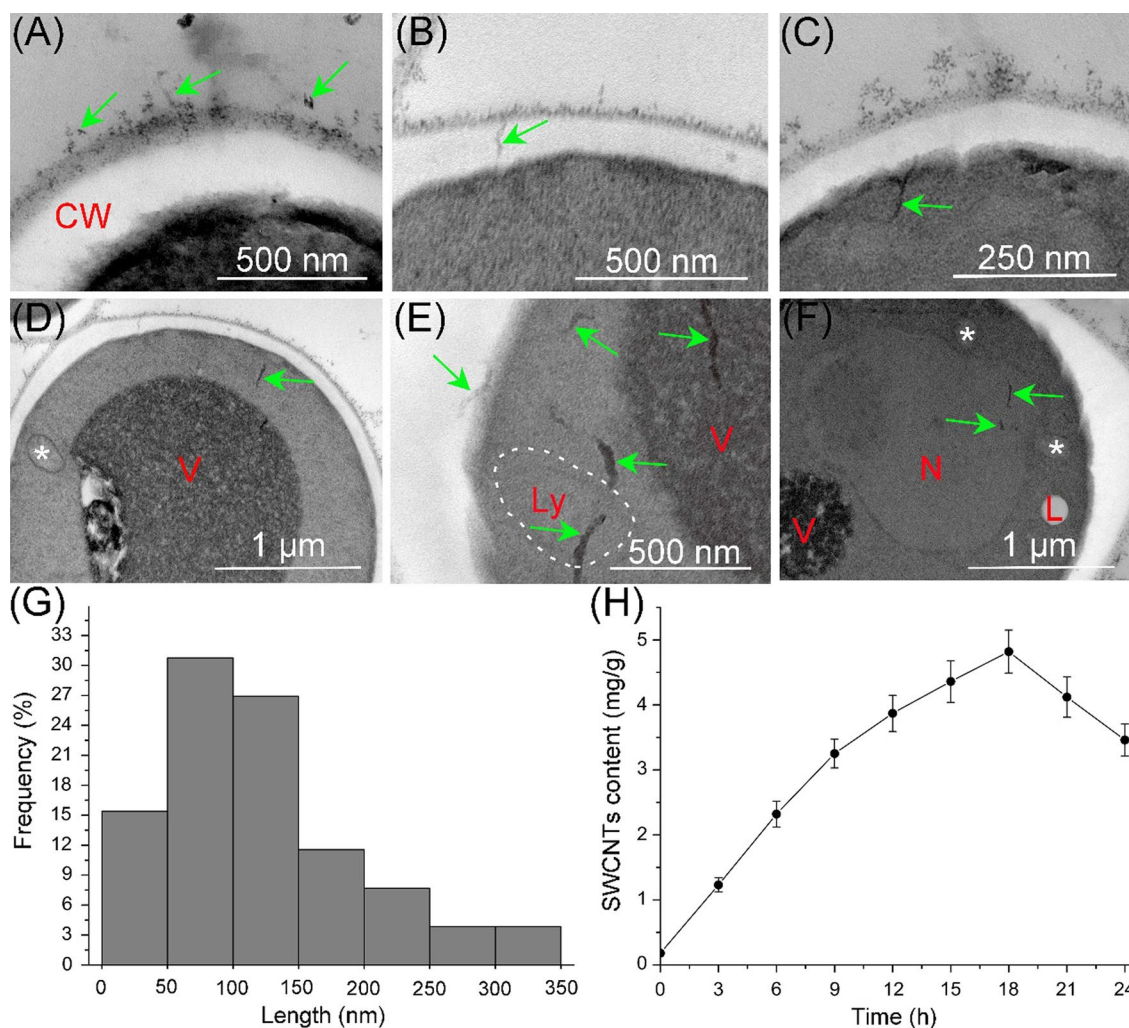 (A)
CW
500 nm
(B)
500 nm
(C)
250 nm
(D)
*
V
1 μm
(E)
V
Ly
500 nm
(F)
*
*
N
L
V
1 μm
(G)
33
30
27
24
21
18
15
12
9
6
3
0
Frequency (%)
0 50 100 150 200 250 300 350
Length (nm)
(H)
5
4
3
2
1
0
SWCNTs content (mg/g)
0 3 6 9 12 15 18 21 24
Time (h)